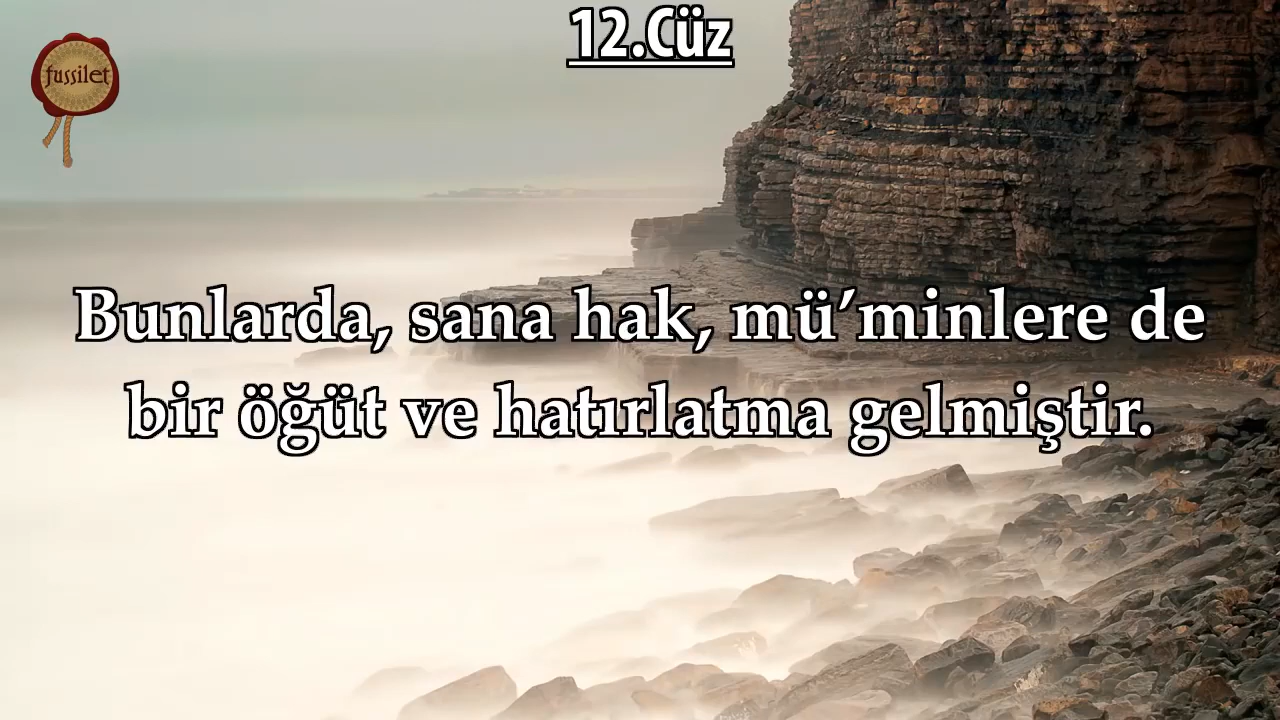 12.Cüz
fussilet
Bunlarda, sana hak, mü’minlere de
bir öğüt ve hatırlatma gelmiştir.